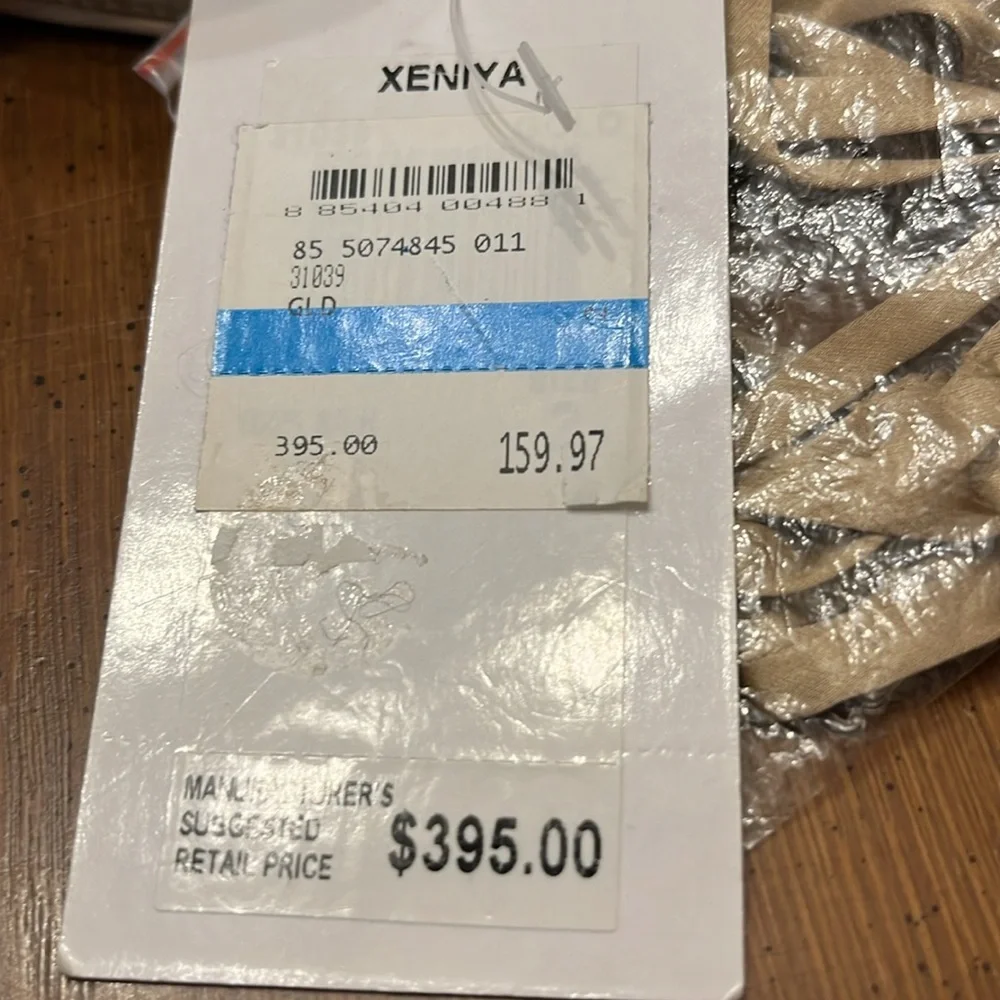 XENIYA
8 85404 00488 1
85 5074845 011
31039
GLD
395.00 159.97
MANUFACTURER'S
SUGGESTED
RETAIL PRICE $395.00